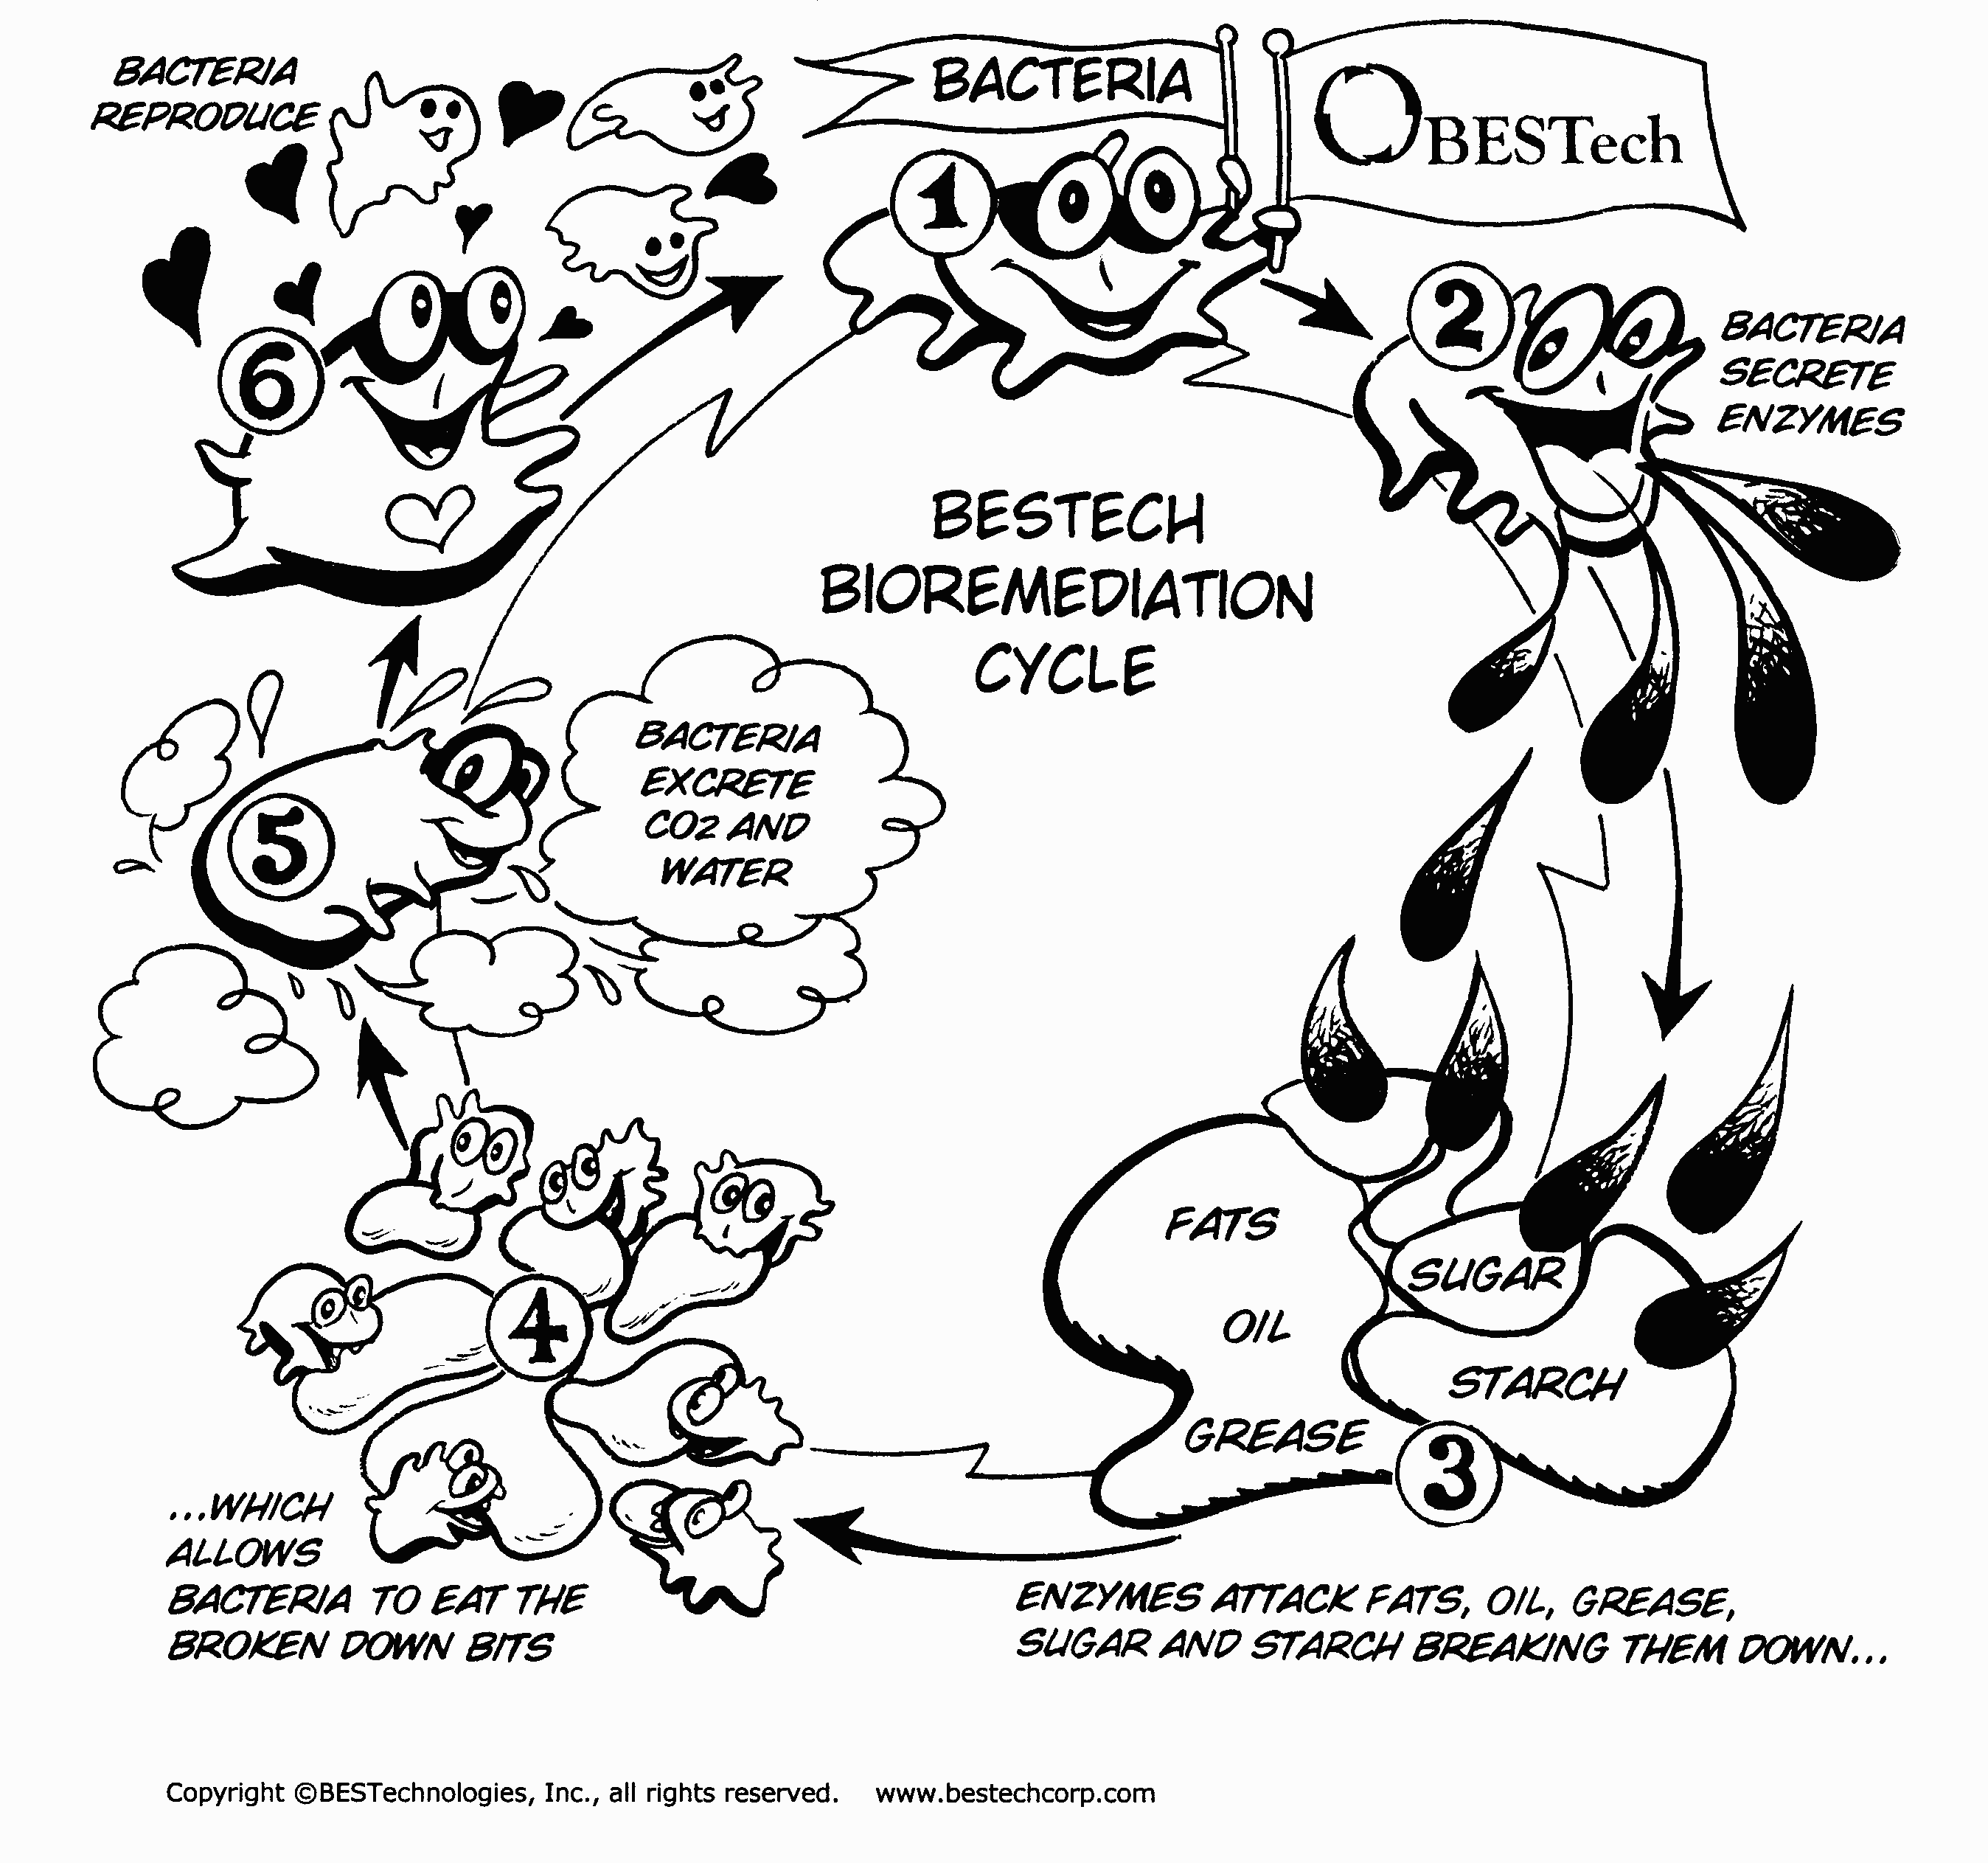 BACTERIA
BESTech
1
2
BACTERIA
SECRETE
ENZYMES
BESTECH
BIOREMEDIATION
CYCLE
FATS
OIL
GREASE
SUGAR
STARCH
3
ENZYMES ATTACK FATS, OIL, GREASE,
SUGAR AND STARCH BREAKING THEM DOWN...
4
...WHICH
ALLOWS
BACTERIA TO EAT THE
BROKEN DOWN BITS
5
BACTERIA
EXCRETE
CO2 AND
WATER
6
BACTERIA
REPRODUCE
Copyright ©BESTechnologies, Inc., all rights reserved. www.bestechcorp.com